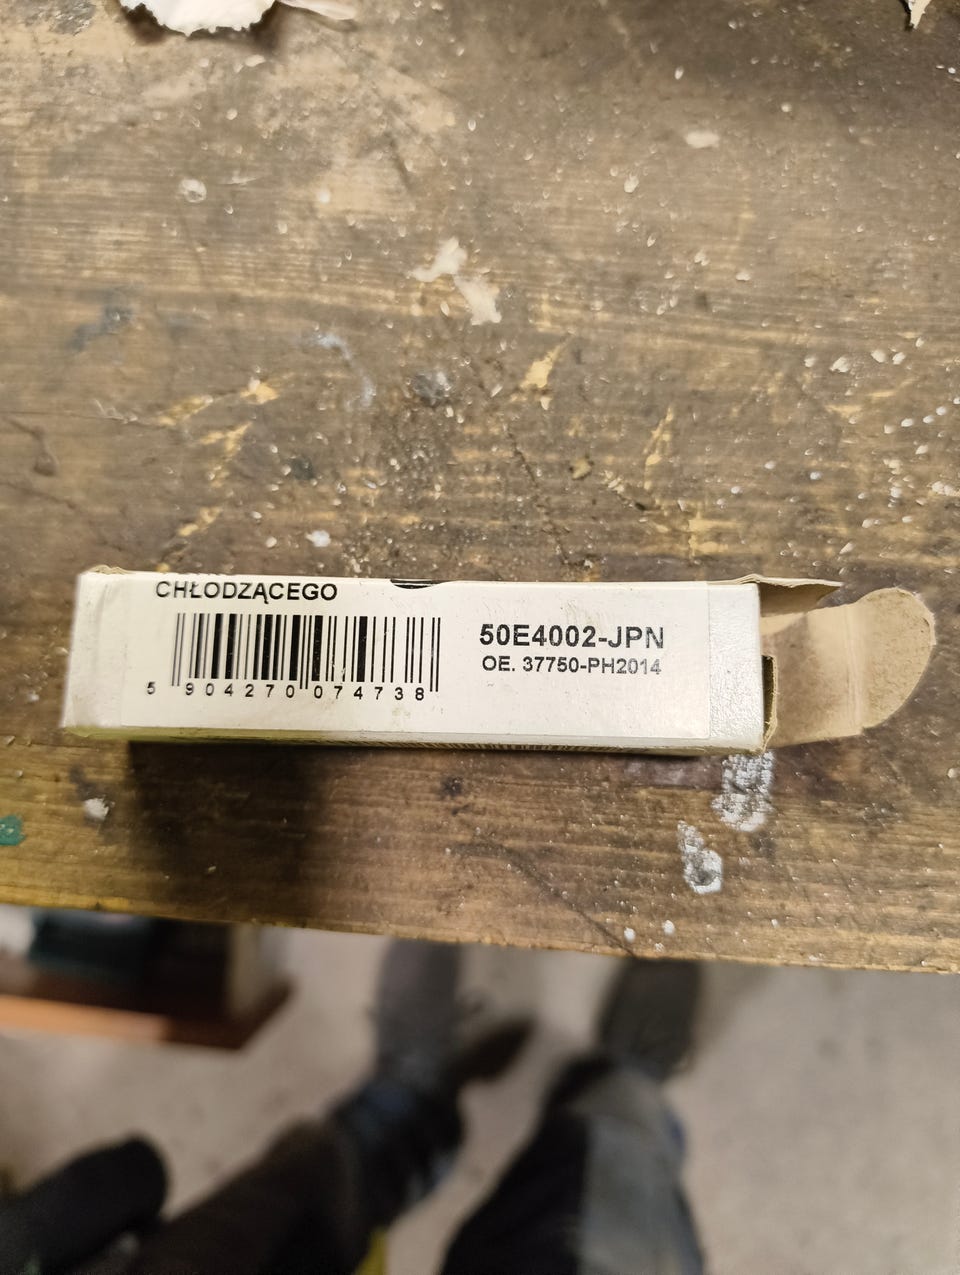 CHŁODZĄCEGO
50E4002-JPN
OE. 37750-PH2014
5 904270 074738